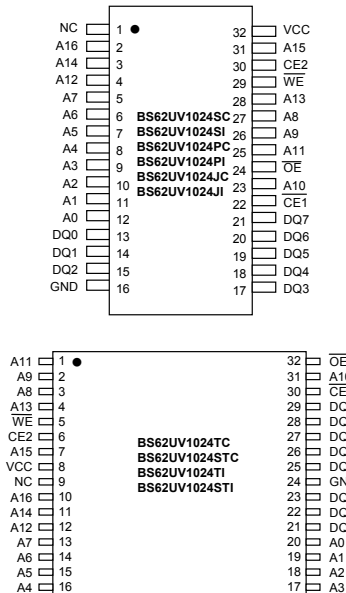 NC 1 32 VCC
A16 2 31 A15
A14 3 30 CE2
A12 4 29 WE
A7 5 28 A13
A6 6 BS62UV1024SC 27 A8
A5 7 BS62UV1024SI 26 A9
A4 8 BS62UV1024PC 25 A11
A3 9 BS62UV1024PI 24 OE
A2 10 BS62UV1024JC 23 A10
A1 11 BS62UV1024JI 22 CE1
A0 12 21 DQ7
DQ0 13 20 DQ6
DQ1 14 19 DQ5
DQ2 15 18 DQ4
GND 16 17 DQ3
A11 1 32 OE
A9 2 31
A8 3 30
A13 4 29
WE 5 28
CE2 6 BS62UV1024TC 27
A15 7 BS62UV1024STC 26
VCC 8 BS62UV1024TI 25
NC 9 BS62UV1024STI 24
A16 10 23
A14 11 22
A12 12 21
A7 13 20 A0
A6 14 19 A1
A5 15 18 A2
A4 16 17 A3